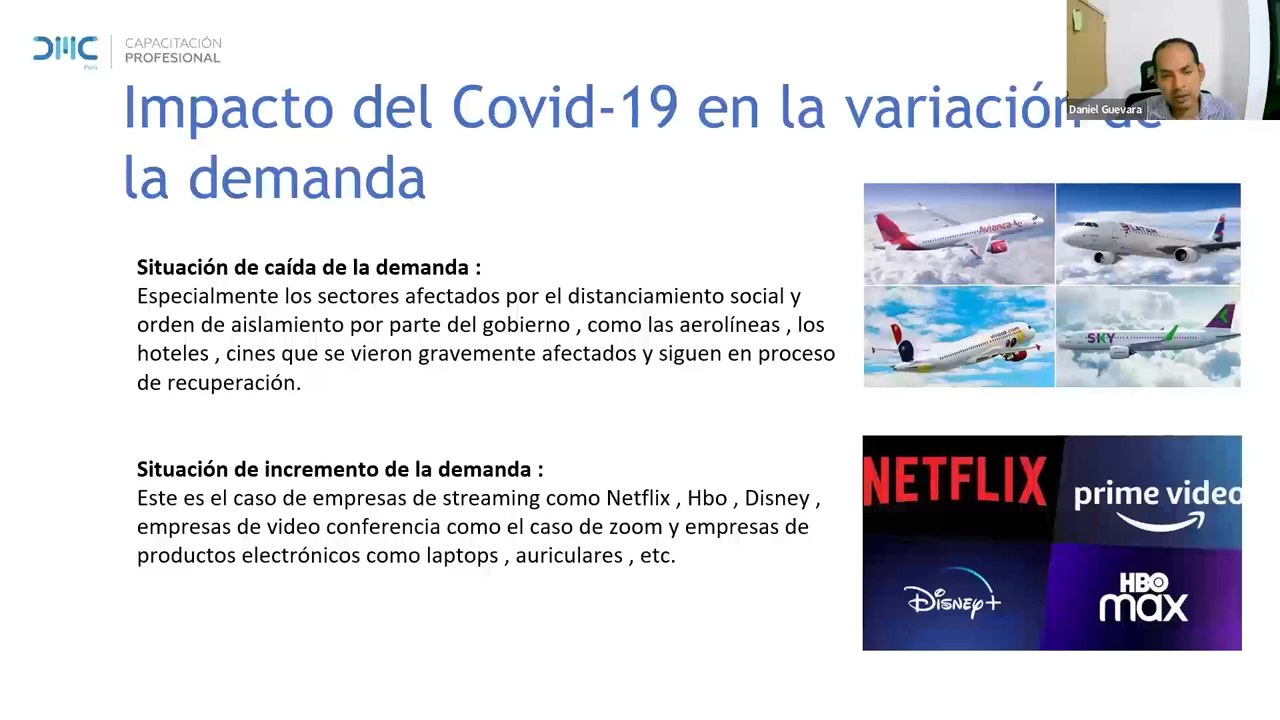 DMC
Perú
CAPACITACIÓN
PROFESIONAL
Daniel Guevara
Impacto del Covid-19 en la variación de
la demanda
Situación de caída de la demanda :
Especialmente los sectores afectados por el distanciamiento social y
orden de aislamiento por parte del gobierno , como las aerolíneas , los
hoteles , cines que se vieron gravemente afectados y siguen en proceso
de recuperación.
Avianca
LATAM
SKY
Situación de incremento de la demanda :
Este es el caso de empresas de streaming como Netflix , Hbo , Disney ,
empresas de video conferencia como el caso de zoom y empresas de
productos electrónicos como laptops , auriculares , etc.
NETFLIX
prime video
Disney+
HBO
max